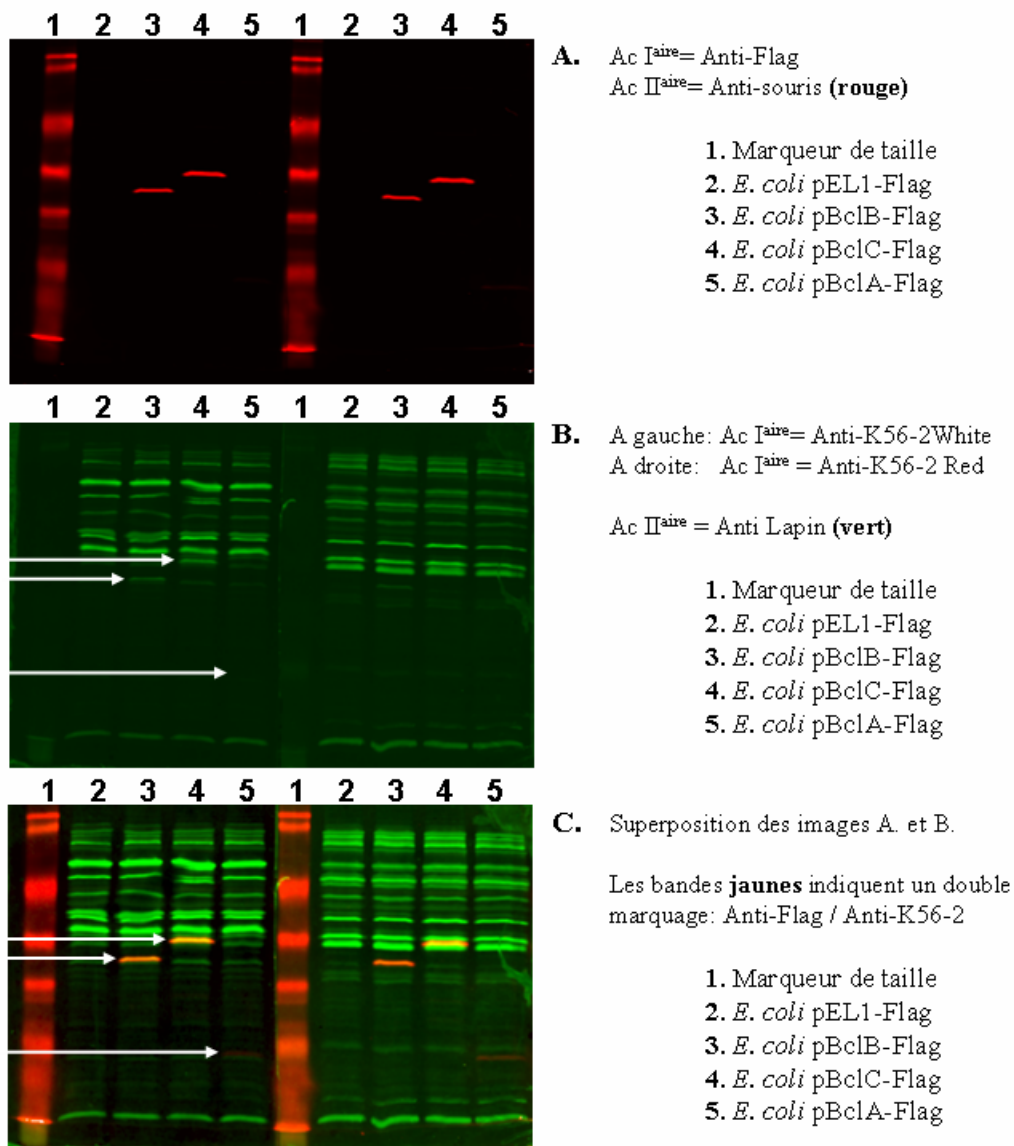 1 2 3 4 5 1 2 3 4 5
A. Ac Iaire= Anti-Flag
Ac IIaire= Anti-souris (rouge)
1. Marqueur de taille
2. E. coli pEL1-Flag
3. E. coli pBclB-Flag
4. E. coli pBclC-Flag
5. E. coli pBclA-Flag
1 2 3 4 5 1 2 3 4 5
B. A gauche: Ac Iaire= Anti-K56-2White
A droite: Ac Iaire = Anti-K56-2 Red
Ac IIaire = Anti Lapin (vert)
1. Marqueur de taille
2. E. coli pEL1-Flag
3. E. coli pBclB-Flag
4. E. coli pBclC-Flag
5. E. coli pBclA-Flag
1 2 3 4 5 1 2 3 4 5
C. Superposition des images A. et B.
Les bandes jaunes indiquent un double
marquage: Anti-Flag / Anti-K56-2
1. Marqueur de taille
2. E. coli pEL1-Flag
3. E. coli pBclB-Flag
4. E. coli pBclC-Flag
5. E. coli pBclA-Flag